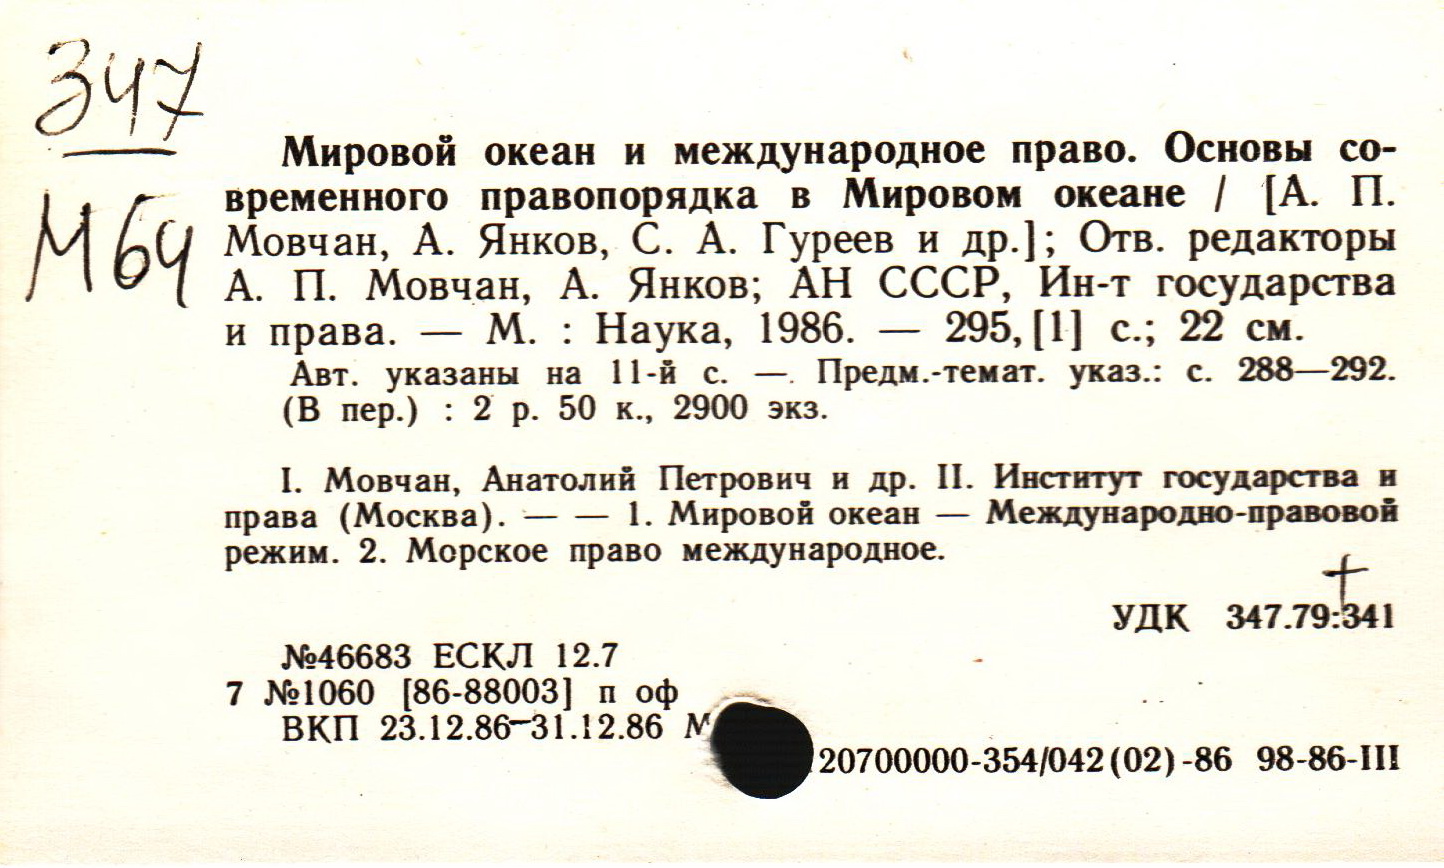 347
М64
Мировой океан и международное право. Основы со-
временного правопорядка в Мировом океане / [А. П.
Мовчан, А. Янков, С. А. Гуреев и др.]; Отв. редакторы
А. П. Мовчан, А. Янков; АН СССР, Ин-т государства
и права. — М. : Наука, 1986. — 295, [1] с.; 22 см.
Авт. указаны на 11-й с. — Предм.-темат. указ.: с. 288—292.
(В пер.) : 2 р. 50 к., 2900 экз.
I. Мовчан, Анатолий Петрович и др. II. Институт государства и
права (Москва). — — 1. Мировой океан — Международно-правовой
режим. 2. Морское право международное.
УДК 347.79:341
№46683 ЕСКЛ 12.7
7 №1060 [86-88003] п оф
ВКП 23.12.86—31.12.86 М
20700000-354/042(02)-86 98-86-III